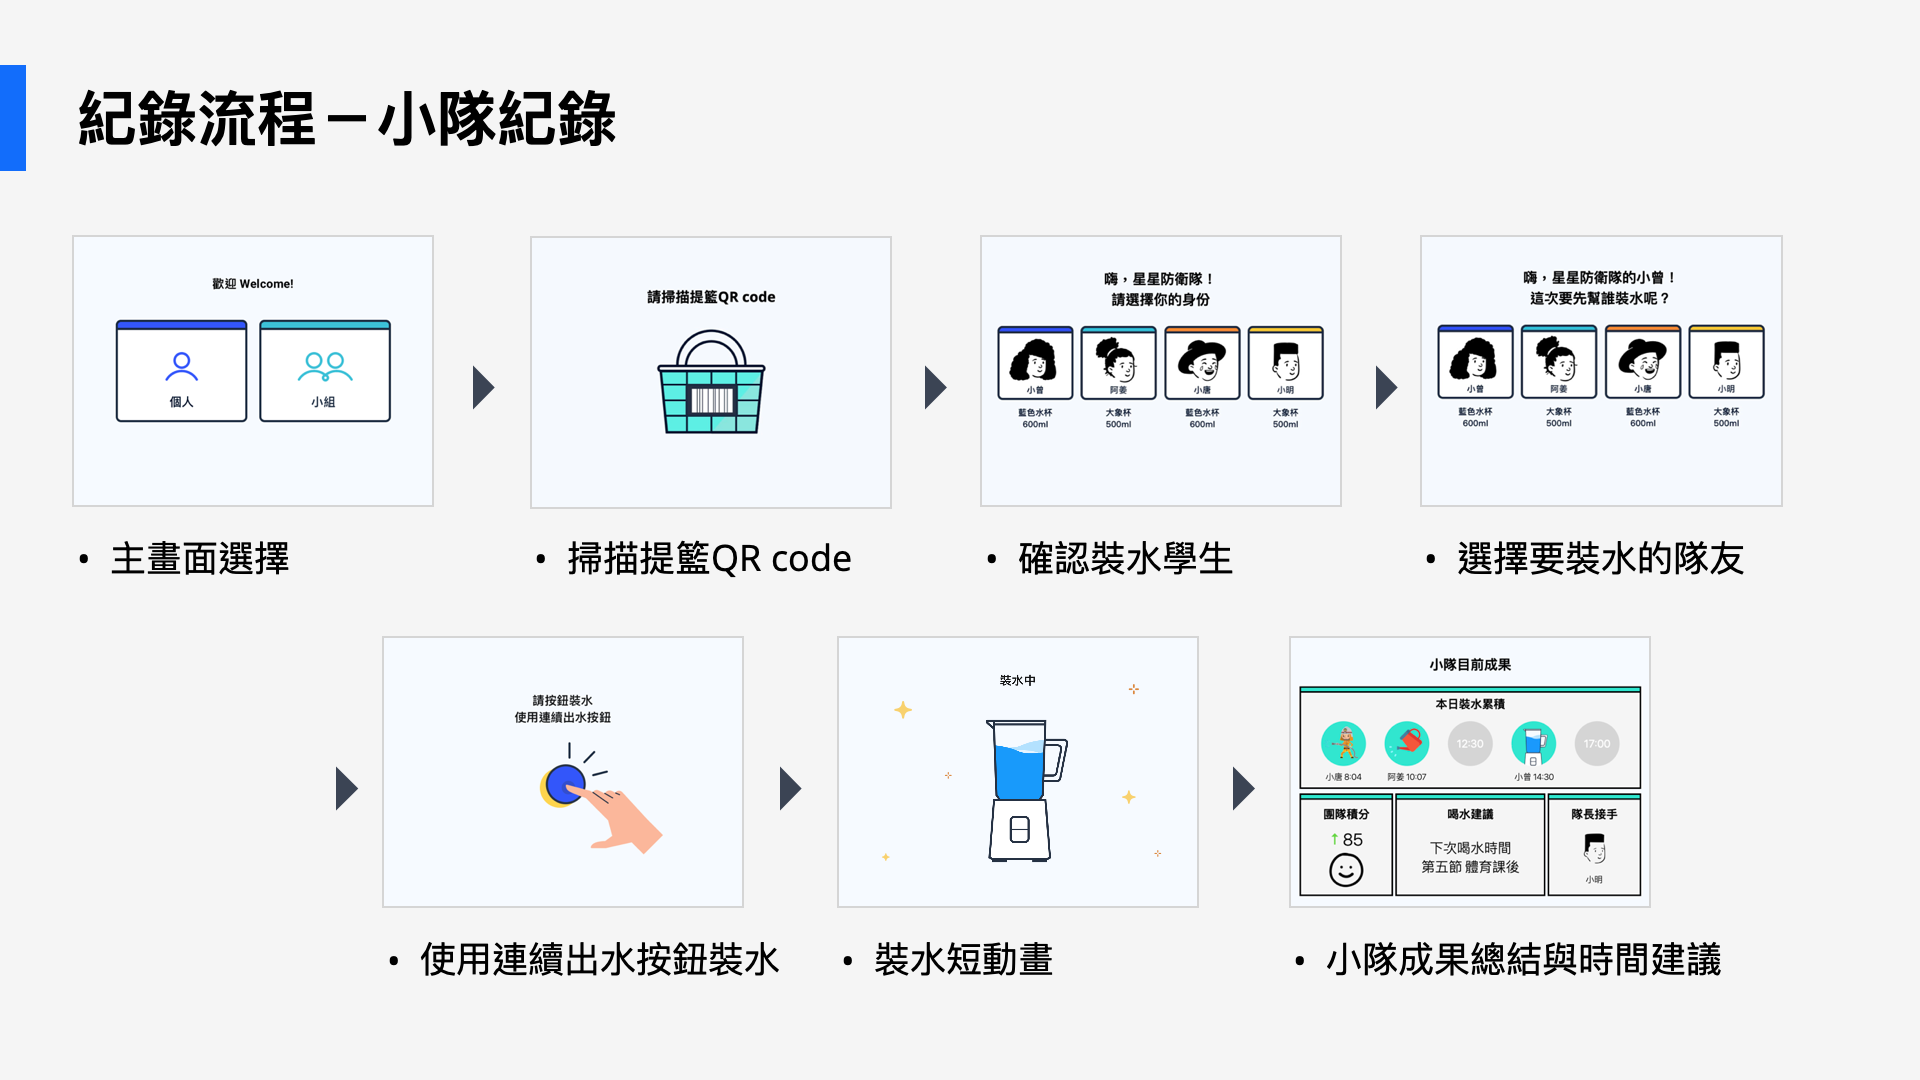 紀錄流程－小隊紀錄
歡迎 Welcome!
個人
小組
• 主畫面選擇
請掃描提籃QR code
• 掃描提籃QR code
嗨，星星防衛隊！
請選擇你的身份
小曾
阿姜
小唐
小明
藍色水杯
600ml
大象杯
500ml
藍色水杯
600ml
大象杯
500ml
• 確認裝水學生
嗨，星星防衛隊的小曾！
這次要先幫誰裝水呢？
小曾
阿姜
小唐
小明
藍色水杯
600ml
大象杯
500ml
藍色水杯
600ml
大象杯
500ml
• 選擇要裝水的隊友
請按鈕裝水
使用連續出水按鈕
• 使用連續出水按鈕裝水
裝水中
• 裝水短動畫
小隊目前成果
本日裝水累積
12:30
17:00
小唐 8:04
阿姜 10:07
小曾 14:30
團隊積分
↑ 85
喝水建議
下次喝水時間
第五節 體育課後
隊長接手
小明
• 小隊成果總結與時間建議